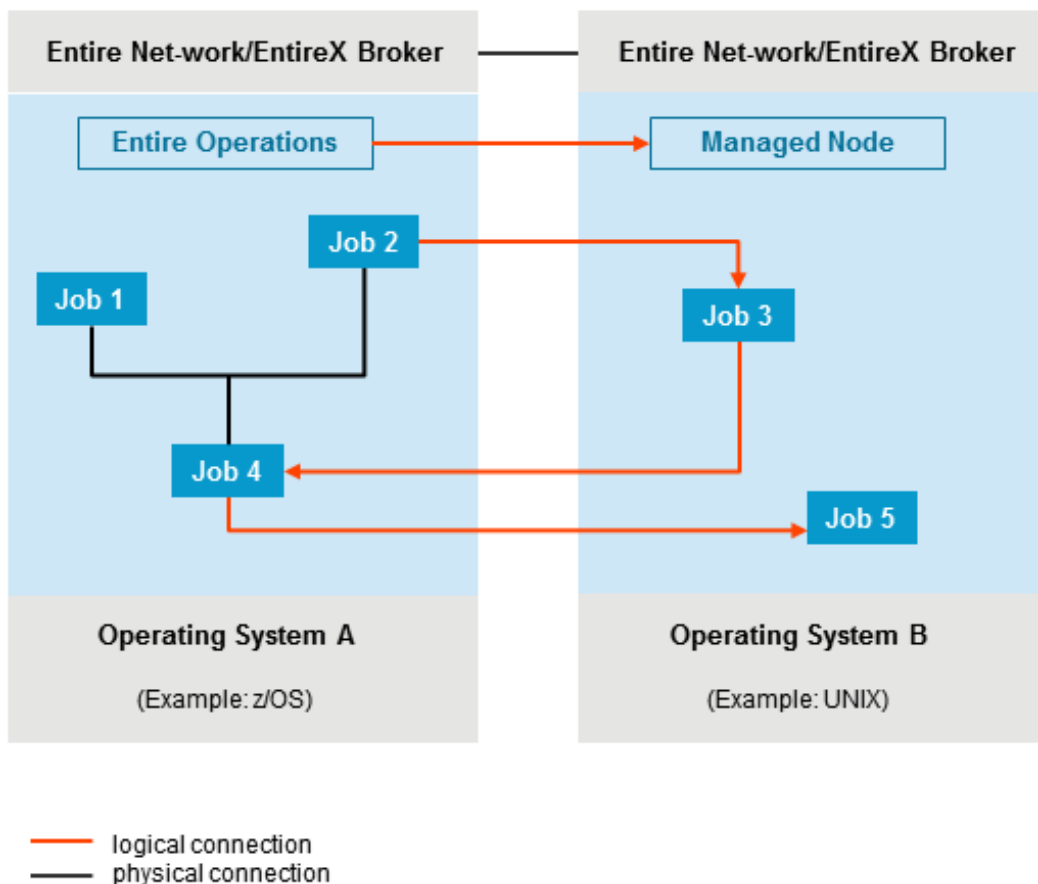 Entire Net-work/EntireX Broker
Entire Net-work/EntireX Broker
Entire Operations
Managed Node
Job 2
Job 1
Job 3
Job 4
Job 5
Operating System A
Operating System B
(Example: z/OS)
(Example: UNIX)
logical connection
physical connection